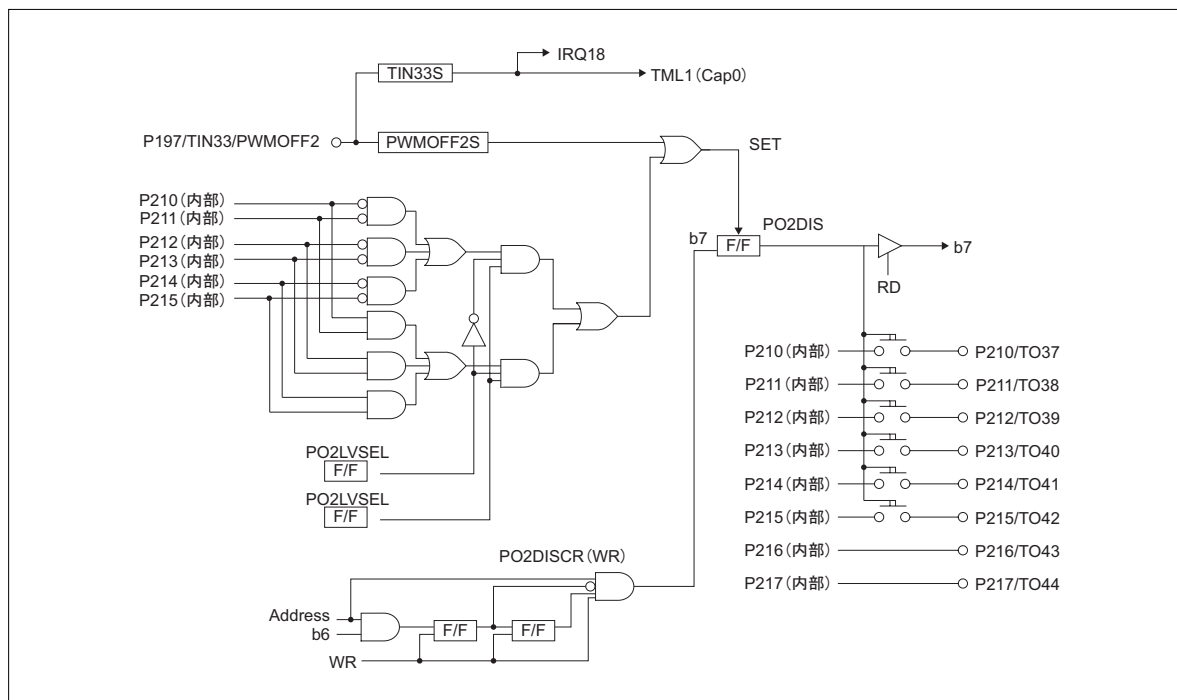 IRQ18
TIN33S
TML1(Cap0)
P197/TIN33/PWMOFF2
PWMOFF2S
SET
P210(内部)
P211(内部)
P212(内部)
P213(内部)
P214(内部)
P215(内部)
PO2DIS
b7
F/F
b7
RD
P210(内部)
P210/TO37
P211(内部)
P211/TO38
P212(内部)
P212/TO39
P213(内部)
P213/TO40
P214(内部)
P214/TO41
P215(内部)
P215/TO42
P216(内部)
P216/TO43
P217(内部)
P217/TO44
PO2LVSEL
F/F
PO2LVSEL
F/F
PO2DISCR(WR)
Address
b6
F/F
F/F
WR